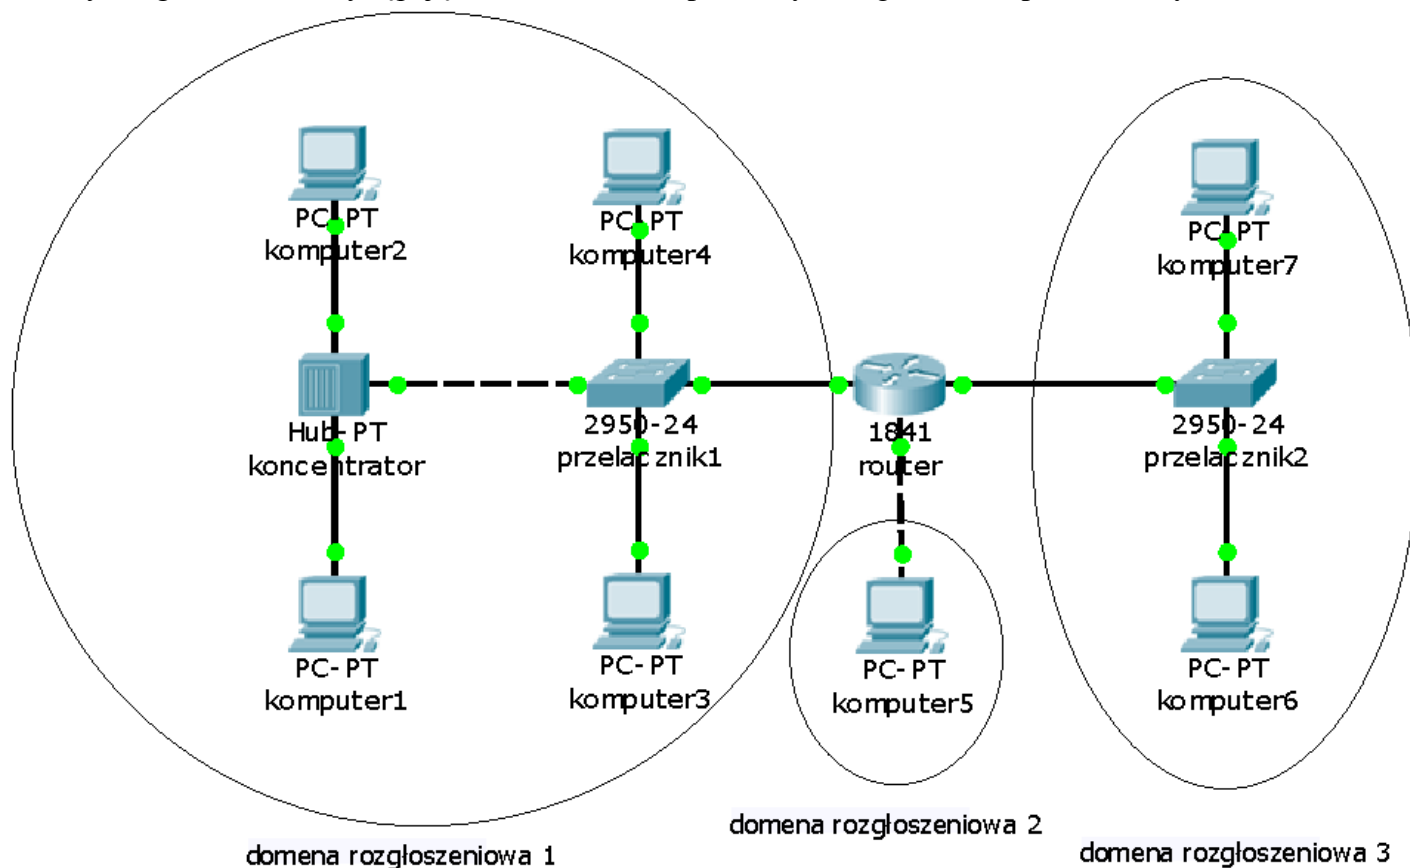 PC-PT
komputer2
PC-PT
komputer4
PC-PT
komputer7
Hub-PT
koncentrator
2950-24
przelacznik1
1841
router
2950-24
przelacznik2
PC-PT
komputer1
PC-PT
komputer3
PC-PT
komputer5
PC-PT
komputer6
domena rozgłoszeniowa 1
domena rozgłoszeniowa 2
domena rozgłoszeniowa 3